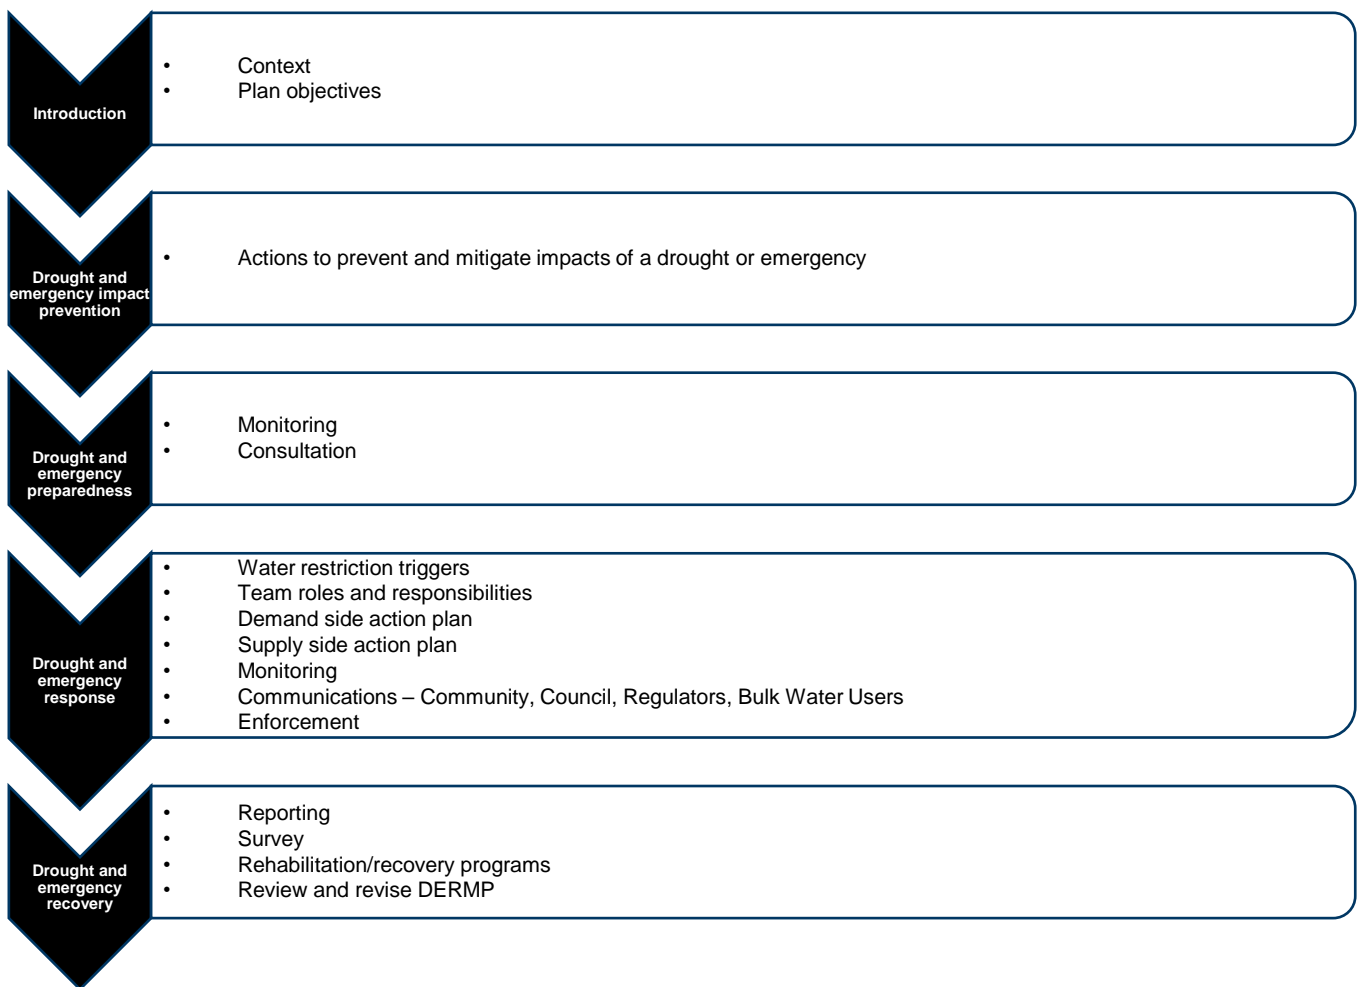 Introduction
• Context
• Plan objectives
Drought and
emergency impact
prevention
• Actions to prevent and mitigate impacts of a drought or emergency
Drought and
emergency
preparedness
• Monitoring
• Consultation
Drought and
emergency
response
• Water restriction triggers
• Team roles and responsibilities
• Demand side action plan
• Supply side action plan
• Monitoring
• Communications – Community, Council, Regulators, Bulk Water Users
• Enforcement
Drought and
emergency
recovery
• Reporting
• Survey
• Rehabilitation/recovery programs
• Review and revise DERMP